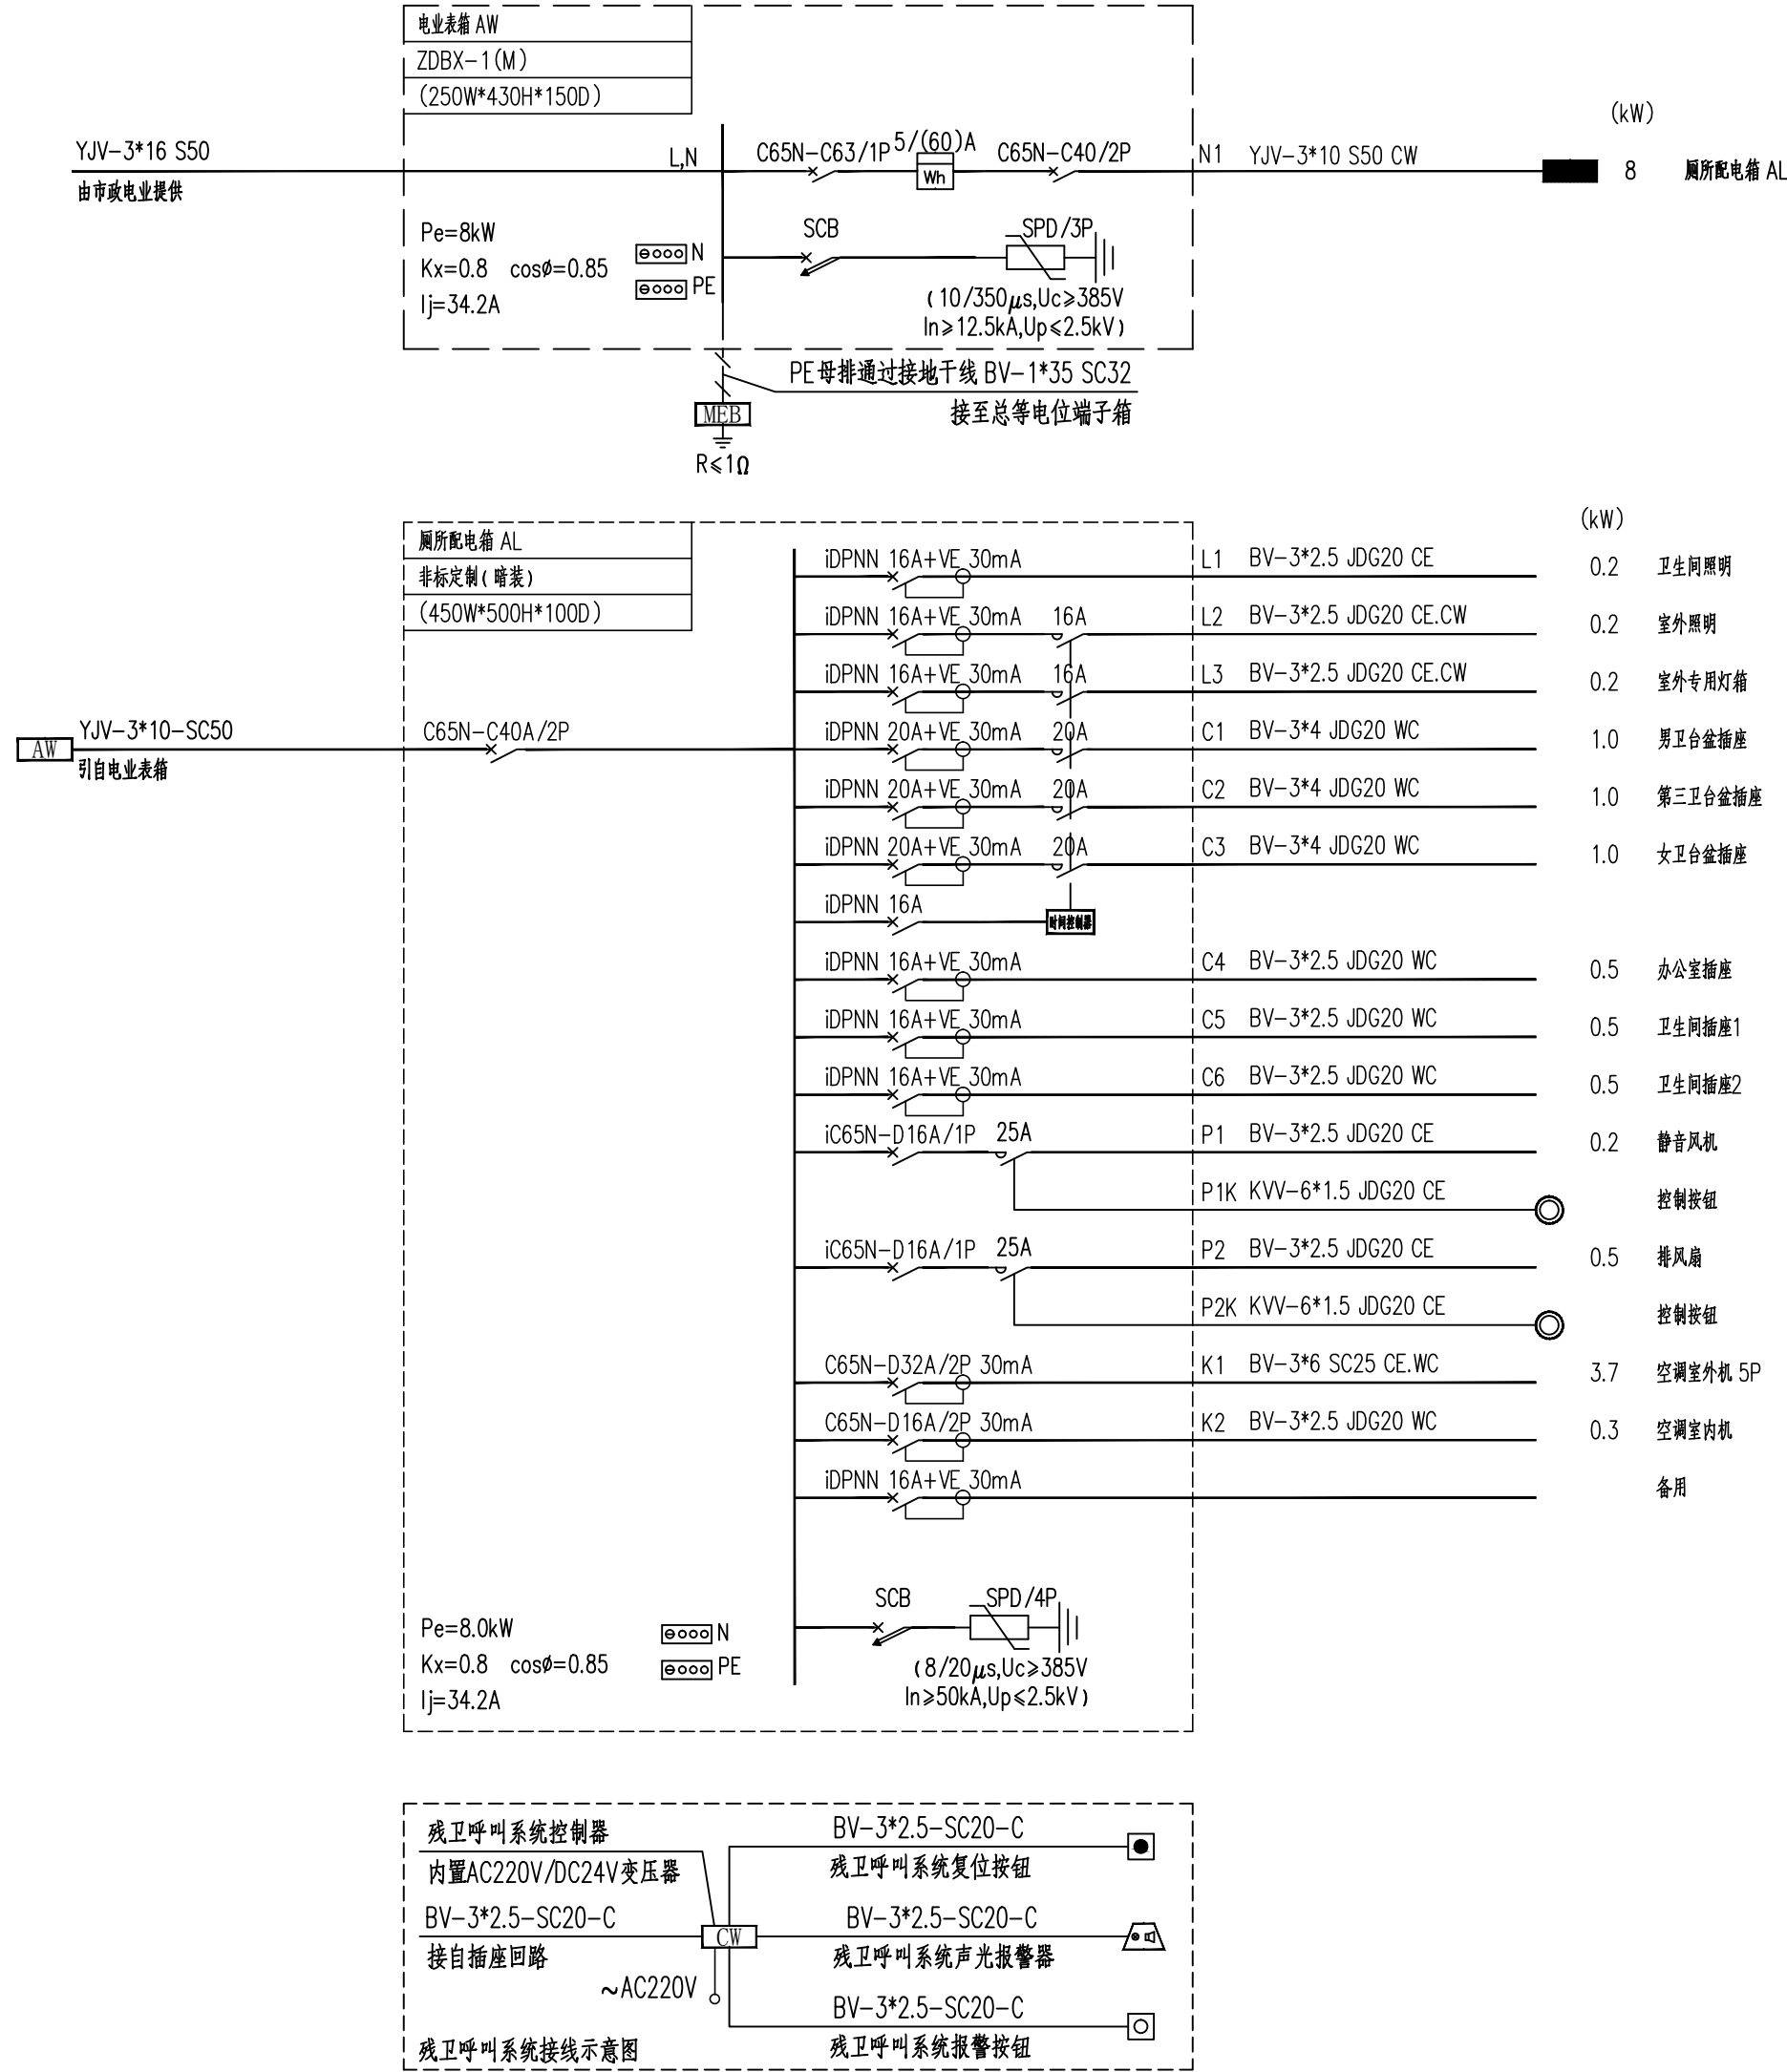 电业表箱 AW
ZDBX-1(M)
(250W*430H*150D)
(kW)
YJV-3*16 S50
由市政电业提供
L,N
C65N-C63/1P
5/(60)A
Wh
C65N-C40/2P
N1
YJV-3*10 S50 CW
8
厕所配电箱 AL
Pe=8kW
Kx=0.8 cosø=0.85
Ij=34.2A
N
PE
SCB
SPD/3P
(10/350μs,Uc≥385V
In≥12.5kA,Up≤2.5kV)
PE母排通过接地干线 BV-1*35 SC32
接至总等电位端子箱
MEB
R≤1Ω
厕所配电箱 AL
非标定制(暗装)
(450W*500H*100D)
(kW)
iDPNN 16A+VE 30mA L1 BV-3*2.5 JDG20 CE 0.2 卫生间照明
iDPNN 16A+VE 30mA 16A L2 BV-3*2.5 JDG20 CE.CW 0.2 室外照明
iDPNN 16A+VE 30mA 16A L3 BV-3*2.5 JDG20 CE.CW 0.2 室外专用灯箱
AW
YJV-3*10-SC50
引自电业表箱
C65N-C40A/2P
iDPNN 20A+VE 30mA 20A C1 BV-3*4 JDG20 WC 1.0 男卫台盆插座
iDPNN 20A+VE 30mA 20A C2 BV-3*4 JDG20 WC 1.0 第三卫台盆插座
iDPNN 20A+VE 30mA 20A C3 BV-3*4 JDG20 WC 1.0 女卫台盆插座
iDPNN 16A 时间控制器
iDPNN 16A+VE 30mA C4 BV-3*2.5 JDG20 WC 0.5 办公室插座
iDPNN 16A+VE 30mA C5 BV-3*2.5 JDG20 WC 0.5 卫生间插座1
iDPNN 16A+VE 30mA C6 BV-3*2.5 JDG20 WC 0.5 卫生间插座2
iC65N-D16A/1P 25A P1 BV-3*2.5 JDG20 CE 0.2 静音风机
P1K KVV-6*1.5 JDG20 CE 控制按钮
iC65N-D16A/1P 25A P2 BV-3*2.5 JDG20 CE 0.5 排风扇
P2K KVV-6*1.5 JDG20 CE 控制按钮
C65N-D32A/2P 30mA K1 BV-3*6 SC25 CE.WC 3.7 空调室外机 5P
C65N-D16A/2P 30mA K2 BV-3*2.5 JDG20 WC 0.3 空调室内机
iDPNN 16A+VE 30mA 备用
Pe=8.0kW
Kx=0.8 cosø=0.85
Ij=34.2A
N
PE
SCB
SPD/4P
(8/20μs,Uc≥385V
In≥50kA,Up≤2.5kV)
残卫呼叫系统控制器
内置AC220V/DC24V变压器
BV-3*2.5-SC20-C
接自插座回路
CW
~AC220V
BV-3*2.5-SC20-C
残卫呼叫系统复位按钮
BV-3*2.5-SC20-C
残卫呼叫系统声光报警器
BV-3*2.5-SC20-C
残卫呼叫系统报警按钮
残卫呼叫系统接线示意图